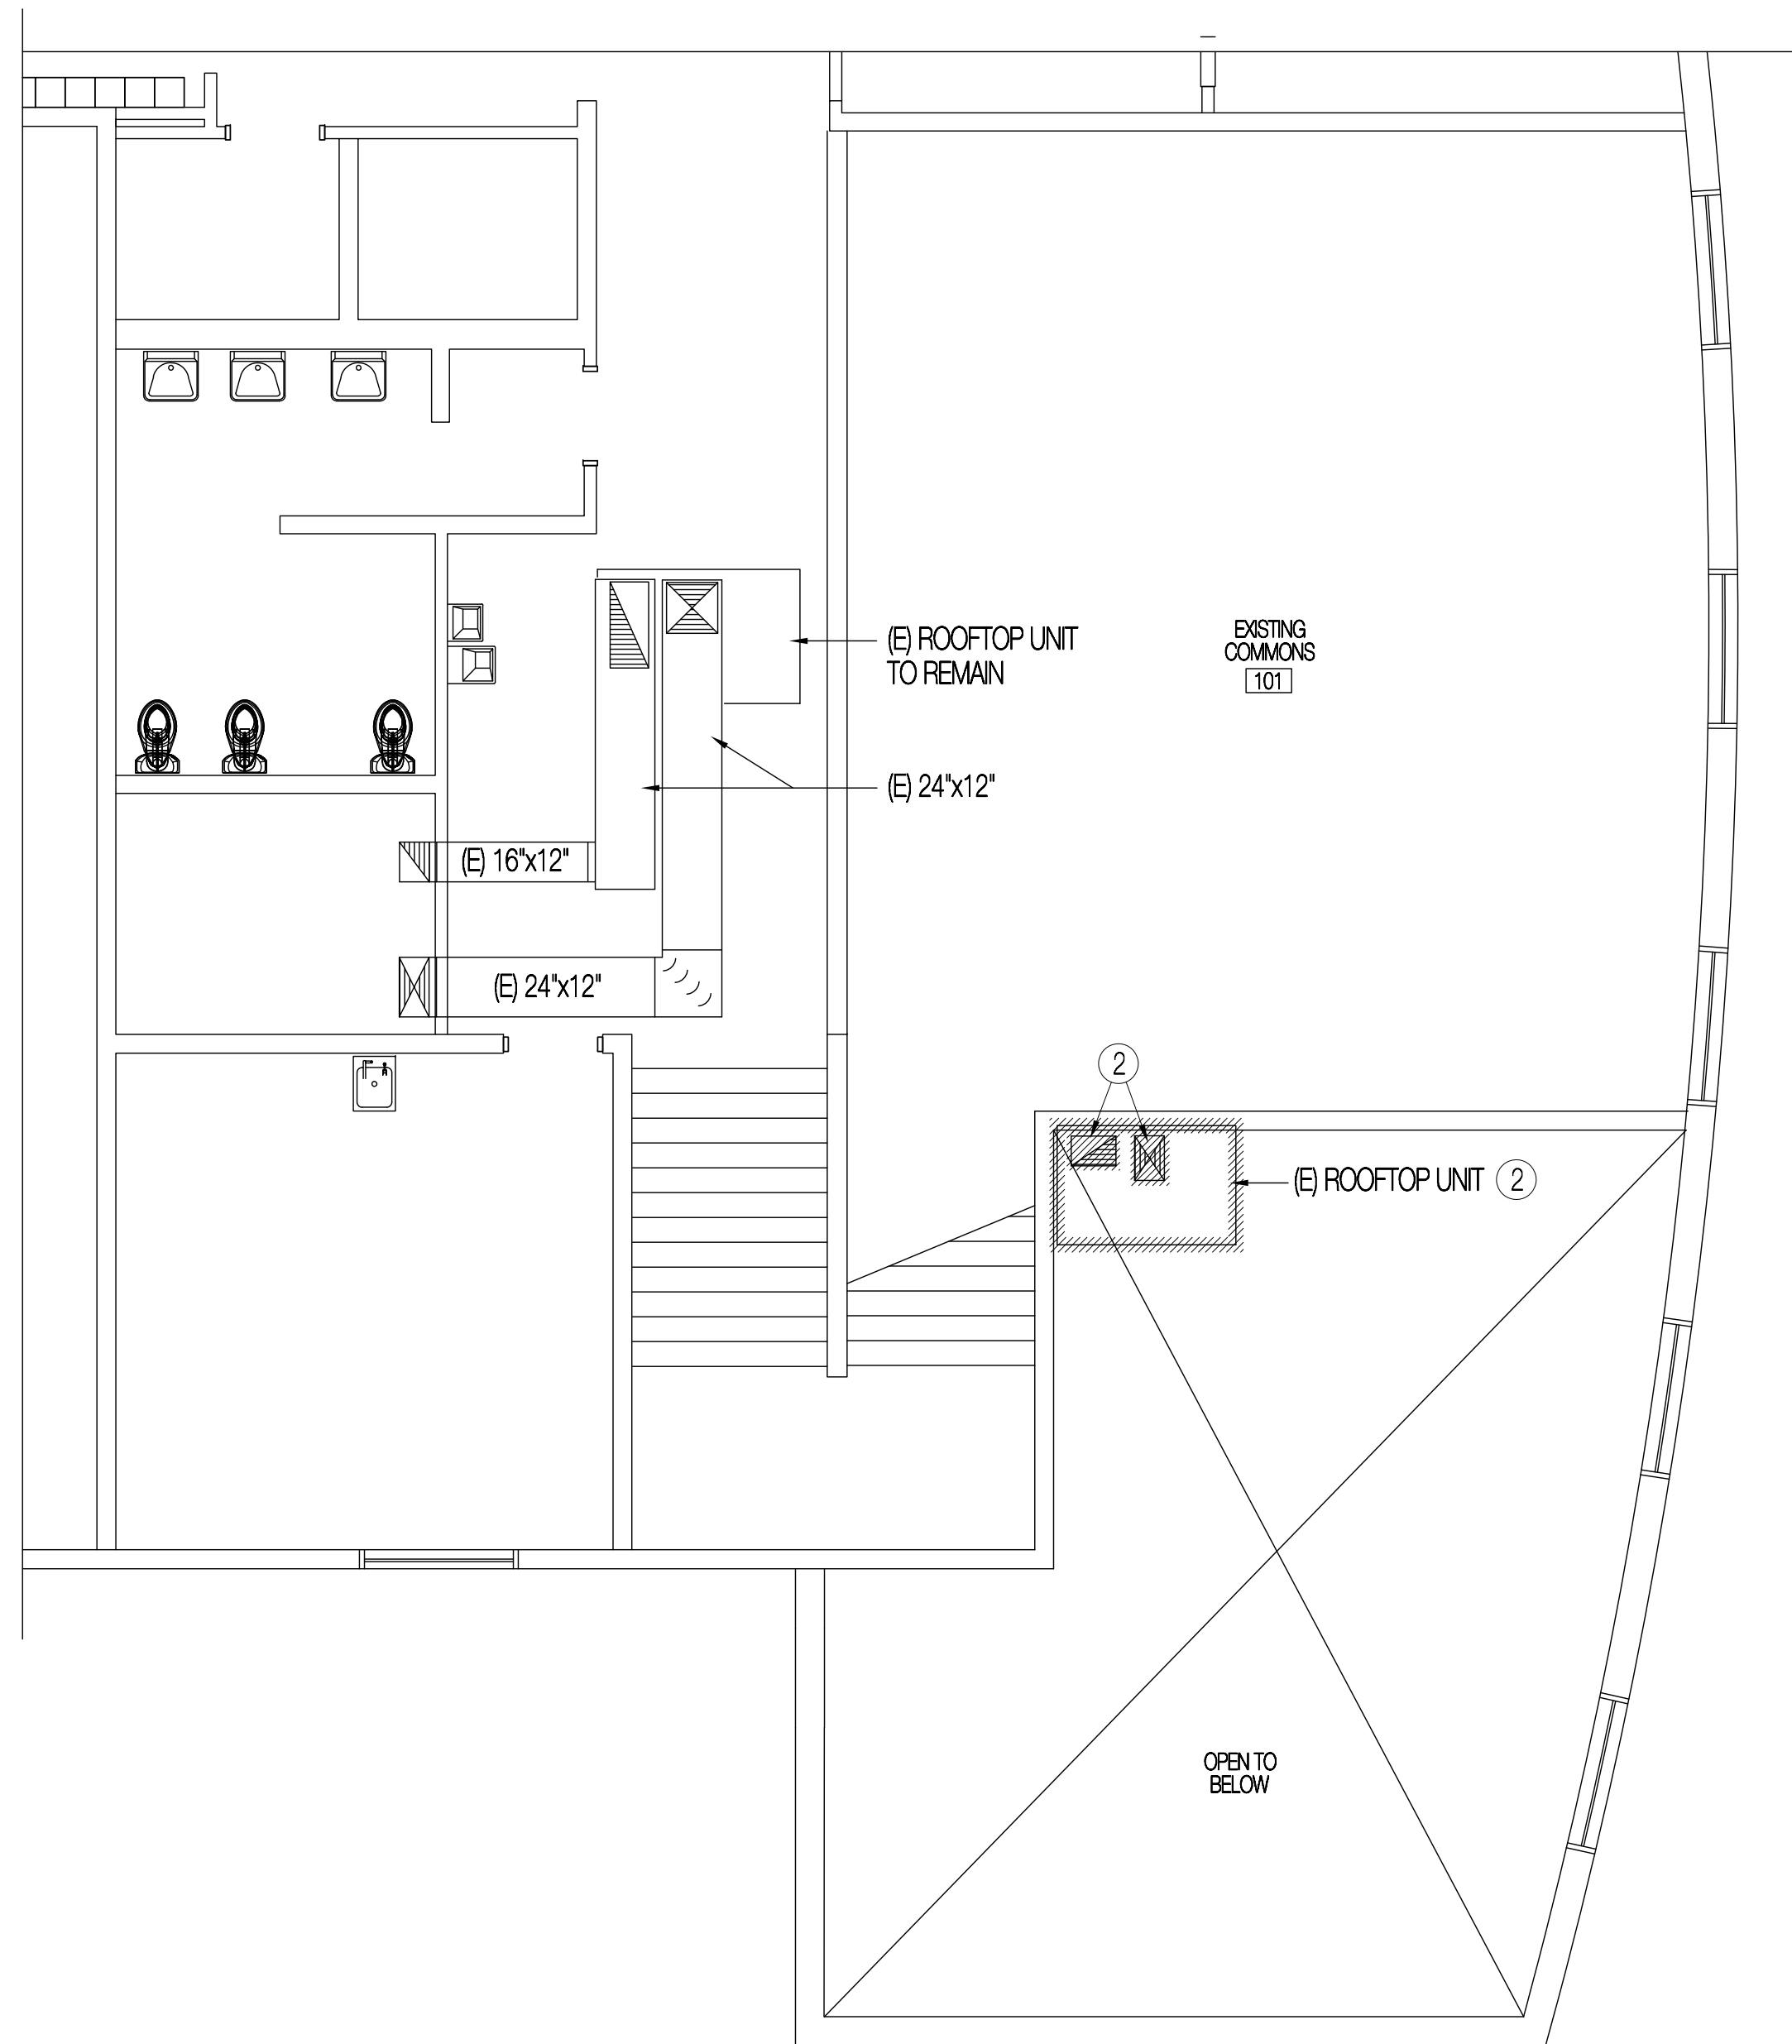 (E) ROOFTOP UNIT
TO REMAIN
EXISTING
COMMONS
101
(E) 24"x12"
(E) 16"x12"
(E) 24"x12"
2
(E) ROOFTOP UNIT 2
OPEN TO
BELOW